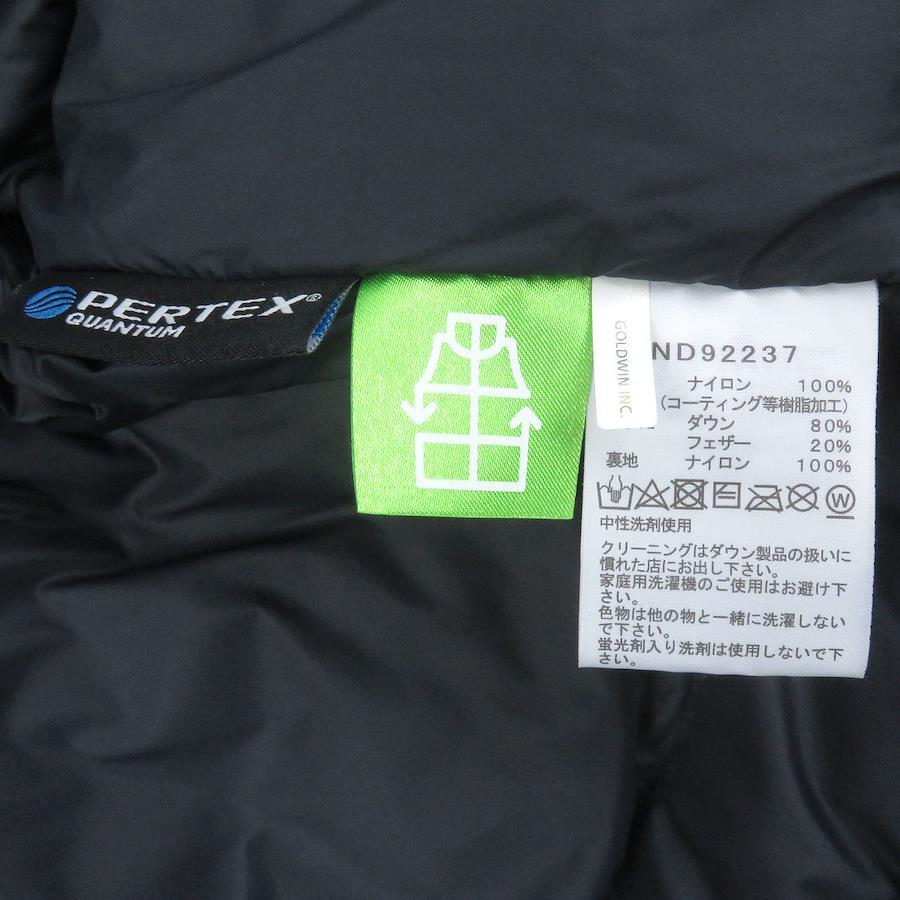 PERTEX®
QUANTUM
GOLDWIN INC.
ND92237
ナイロン 100%
(コーティング等樹脂加工)
ダウン 80%
フェザー 20%
裏地 ナイロン 100%
W
中性洗剤使用
クリーニングはダウン製品の扱いに
慣れた店にお出し下さい。
家庭用洗濯機のご使用はお避け下
さい。
色物は他の物と一緒に洗濯しない
で下さい。
蛍光剤入り洗剤は使用しないで下
さい。